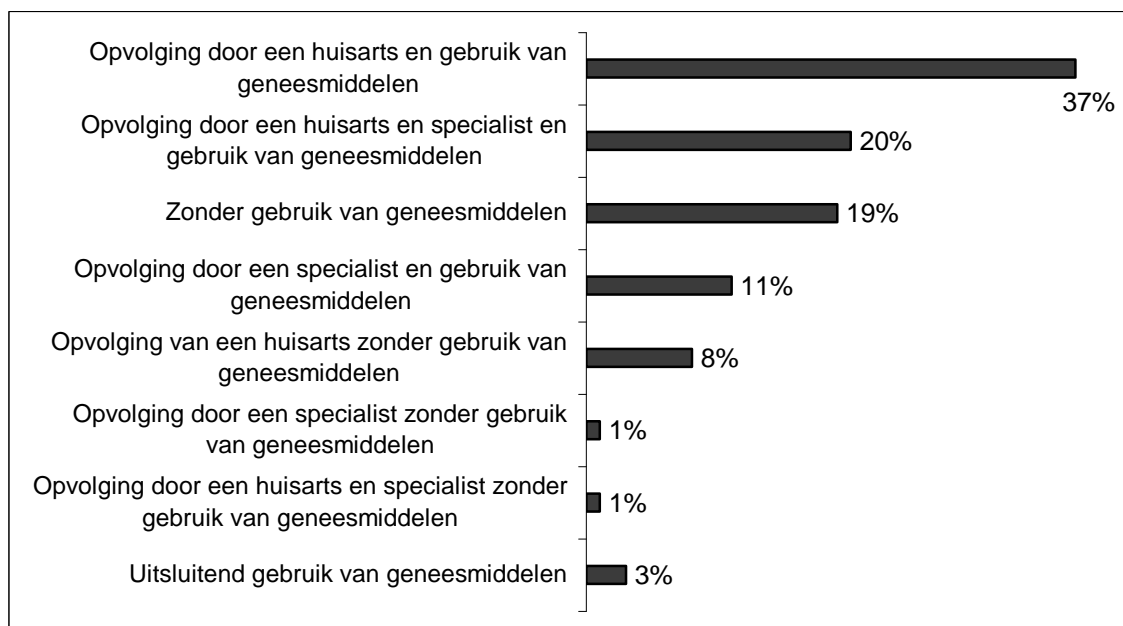 Opvolging door een huisarts en gebruik van
geneesmiddelen
37%
Opvolging door een huisarts en specialist en
gebruik van geneesmiddelen
20%
Zonder gebruik van geneesmiddelen
19%
Opvolging door een specialist en gebruik van
geneesmiddelen
11%
Opvolging van een huisarts zonder gebruik van
geneesmiddelen
8%
Opvolging door een specialist zonder gebruik
van geneesmiddelen
1%
Opvolging door een huisarts en specialist zonder
gebruik van geneesmiddelen
1%
Uitsluitend gebruik van geneesmiddelen
3%